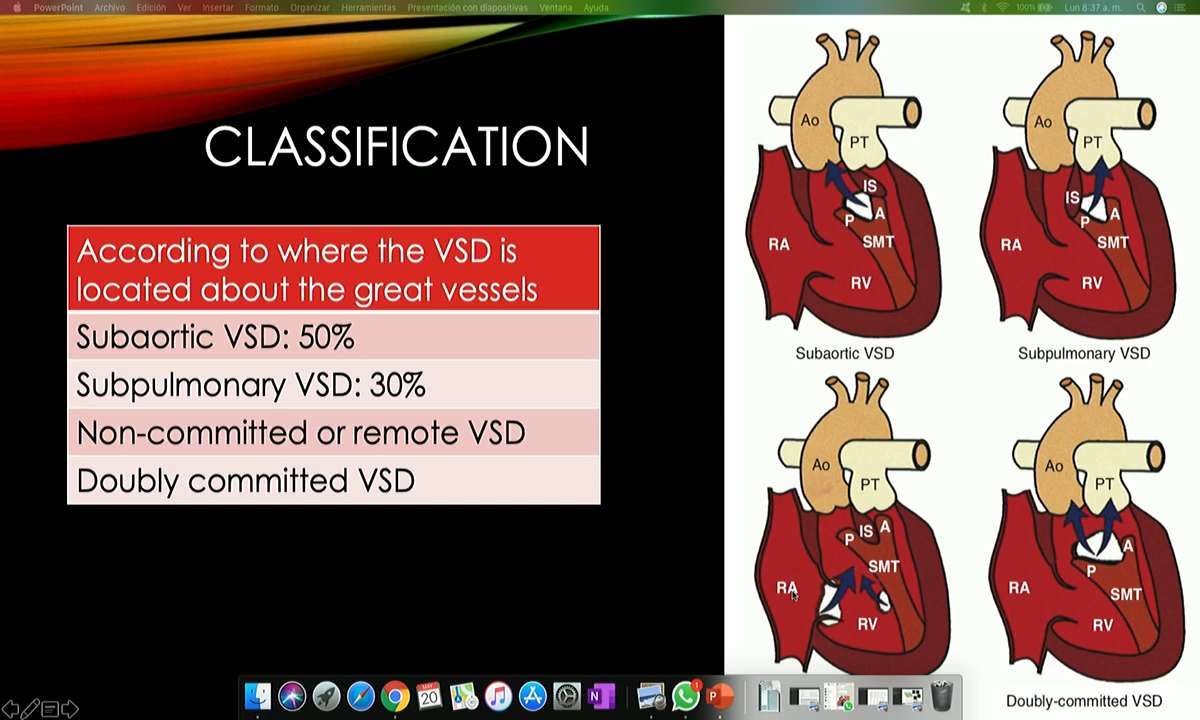 PowerPoint Archivo Edición Ver Insertar Formato Organizar Herramientas Presentación con diapositivas Ventana Ayuda 100% Lun 8:37 a. m.
CLASSIFICATION
According to where the VSD is
located about the great vessels
Subaortic VSD: 50%
Subpulmonary VSD: 30%
Non-committed or remote VSD
Doubly committed VSD
Ao
PT
IS
P
A
RA
SMT
RV
Subaortic VSD
Ao
PT
IS
P
A
RA
SMT
RV
Subpulmonary VSD
Ao
PT
P
IS
A
SMT
RA
RV
Ao
PT
A
P
RA
SMT
RV
Doubly-committed VSD
MAY
20
N
1
P